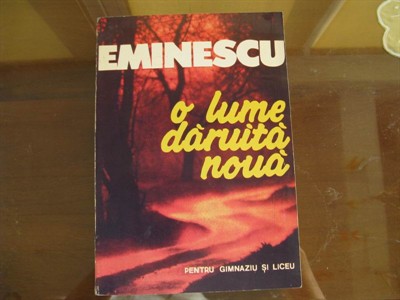 EMINESCU
o lume
dăruită
nouă
PENTRU GIMNAZIU ȘI LICEU